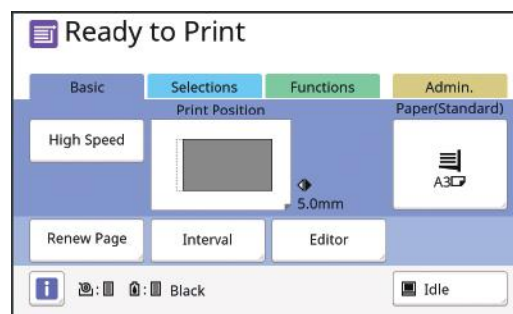 Ready to Print
Basic Selections Functions Admin.
Print Position Paper(Standard)
High Speed
A3
5.0mm
Renew Page Interval Editor
i : : Black Idle